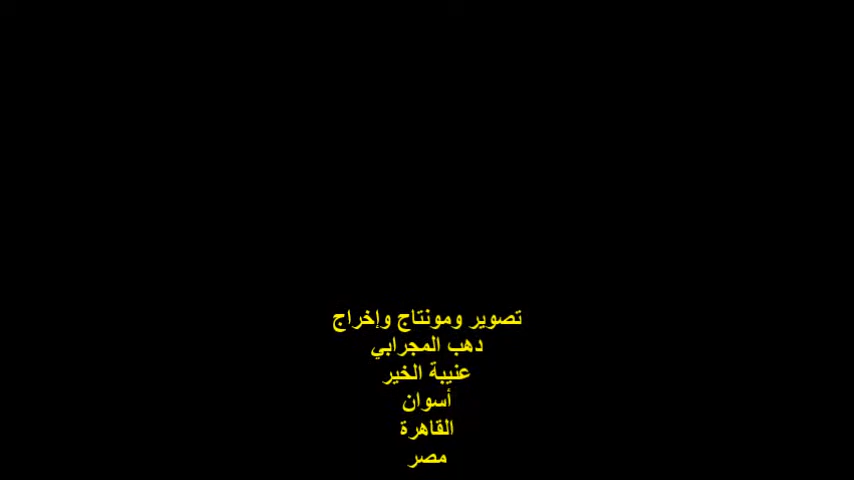 تصوير ومونتاج وإخراج
دهب المجرابي
عنيبة الخير
أسوان
القاهرة
مصر